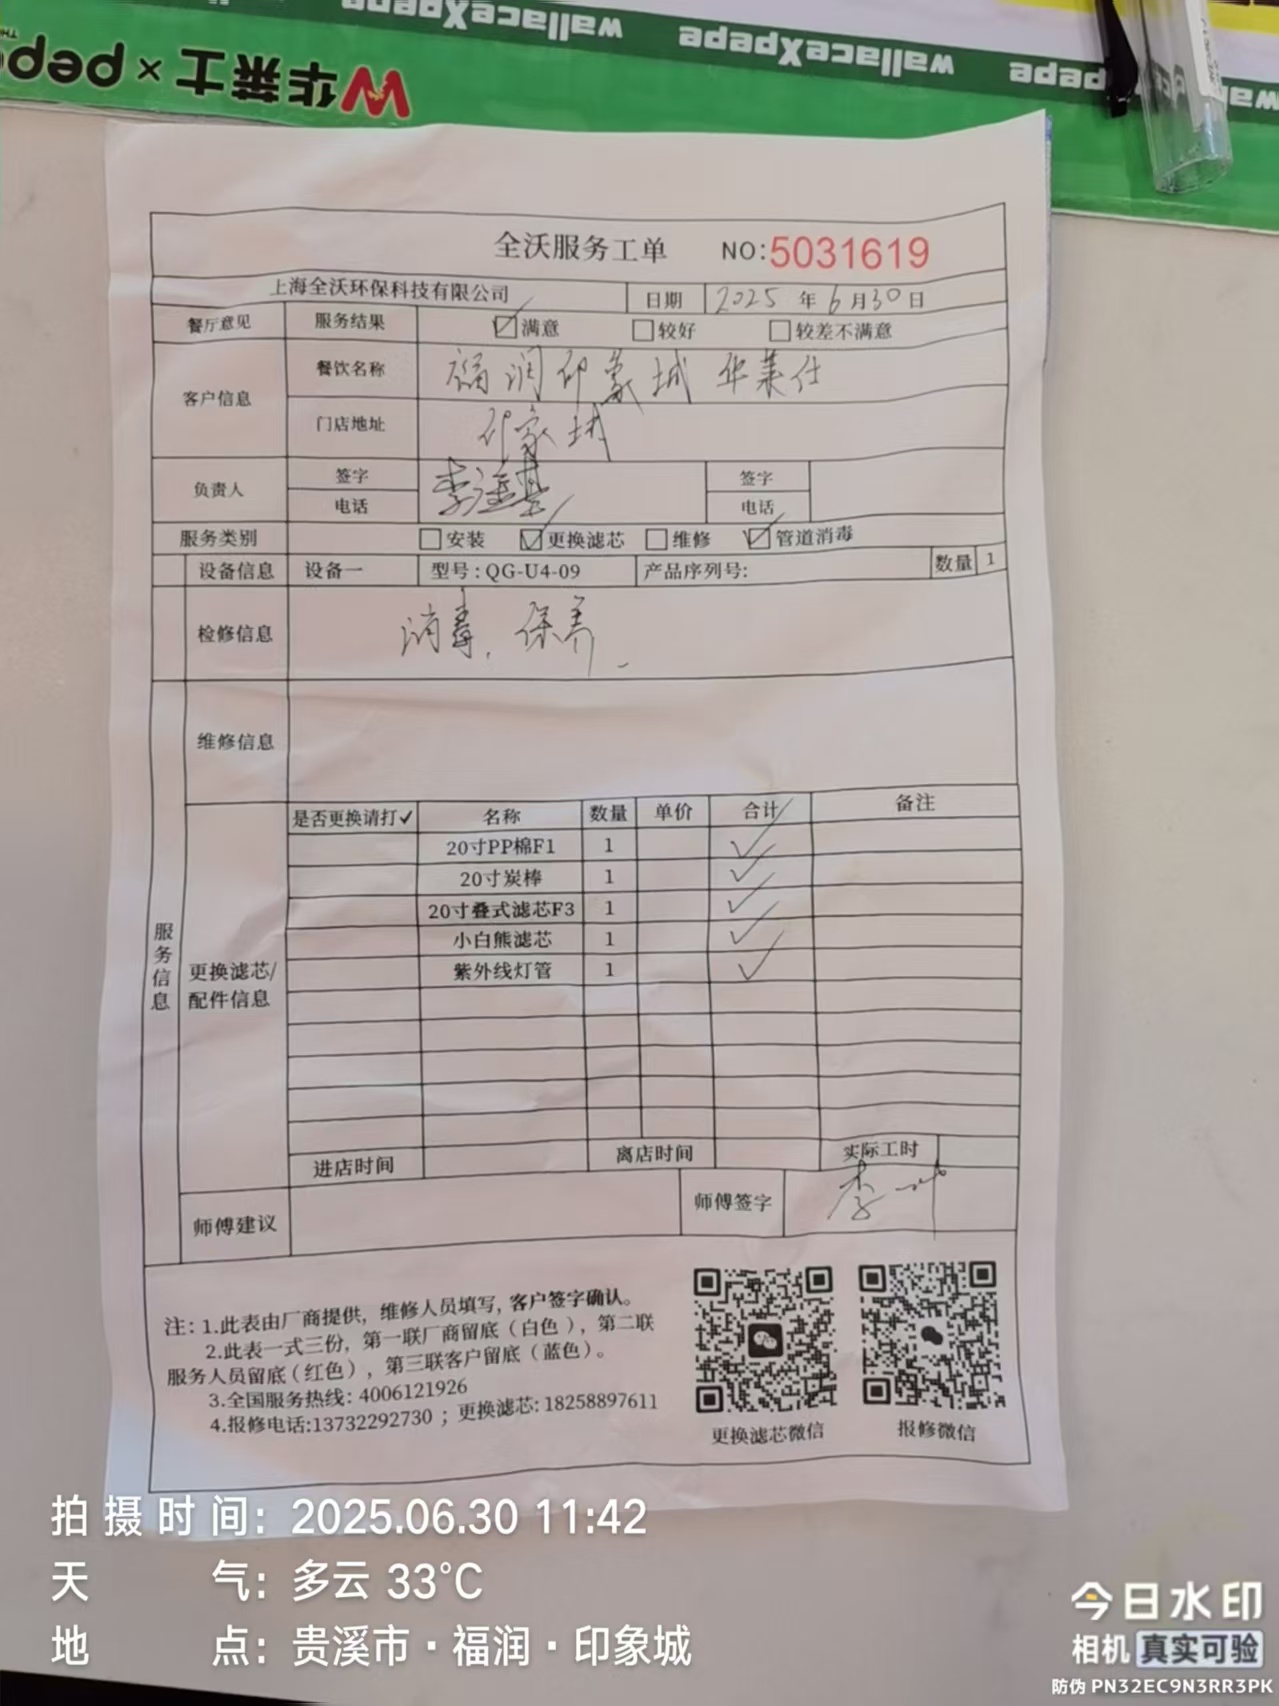 wallaceXpepe wallaceXpepe wallaceXpepe
华莱士×pepe
全沃服务工单 NO:5031619
上海全沃环保科技有限公司 日期 2025年6月30日
餐厅意见 服务结果 ☑满意 □较好 □较差不满意
客户信息 餐饮名称 福润印象城 华莱仕
门店地址 印象城
负责人 签字 签字
电话 电话
服务类别 □安装 ☑更换滤芯 □维修 ☑管道消毒
设备信息 设备一 型号:QG-U4-09 产品序列号: 数量 1
检修信息 消毒、保养
维修信息
服务信息
更换滤芯/配件信息
是否更换请打✓ 名称 数量 单价 合计 备注
20寸PP棉F1 1 ✓
20寸炭棒 1 ✓
20寸叠式滤芯F3 1 ✓
小白熊滤芯 1 ✓
紫外线灯管 1 ✓
进店时间 离店时间 实际工时
师傅建议 师傅签字
注:1.此表由厂商提供，维修人员填写，客户签字确认。
2.此表一式三份，第一联厂商留底（白色），第二联
服务人员留底（红色），第三联客户留底（蓝色）。
3.全国服务热线: 4006121926
4.报修电话:13732292730；更换滤芯:18258897611
更换滤芯微信 报修微信
拍摄时间: 2025.06.30 11:42
天气: 多云 33°C
地点: 贵溪市·福润·印象城
今日水印
相机 真实可验
防伪 PN32EC9N3RR3PK